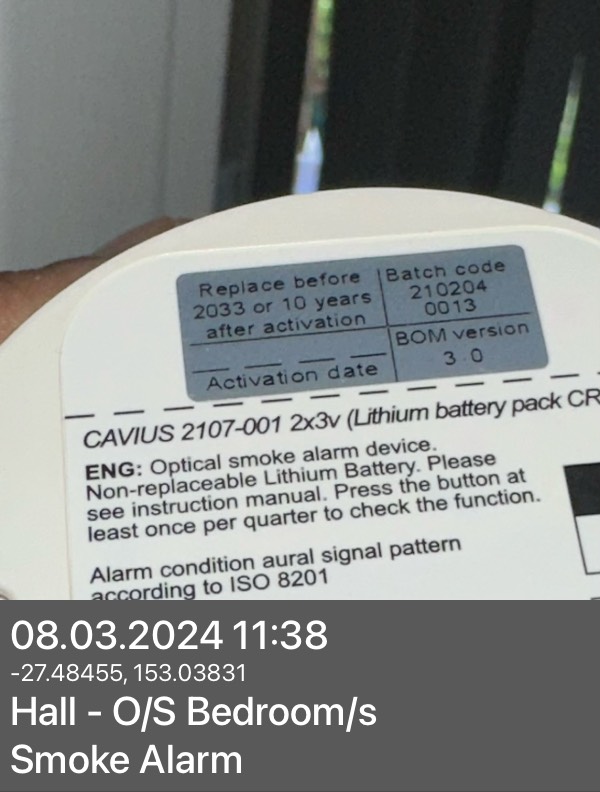 Replace before
2033 or 10 years
after activation
Activation date
Batch code
210204
0013
BOM version
3.0
CAVIUS 2107-001 2x3v (Lithium battery pack CR
ENG: Optical smoke alarm device.
Non-replaceable Lithium Battery. Please
see instruction manual. Press the button at
least once per quarter to check the function.
Alarm condition aural signal pattern
according to ISO 8201
08.03.2024 11:38
-27.48455, 153.03831
Hall - O/S Bedroom/s
Smoke Alarm